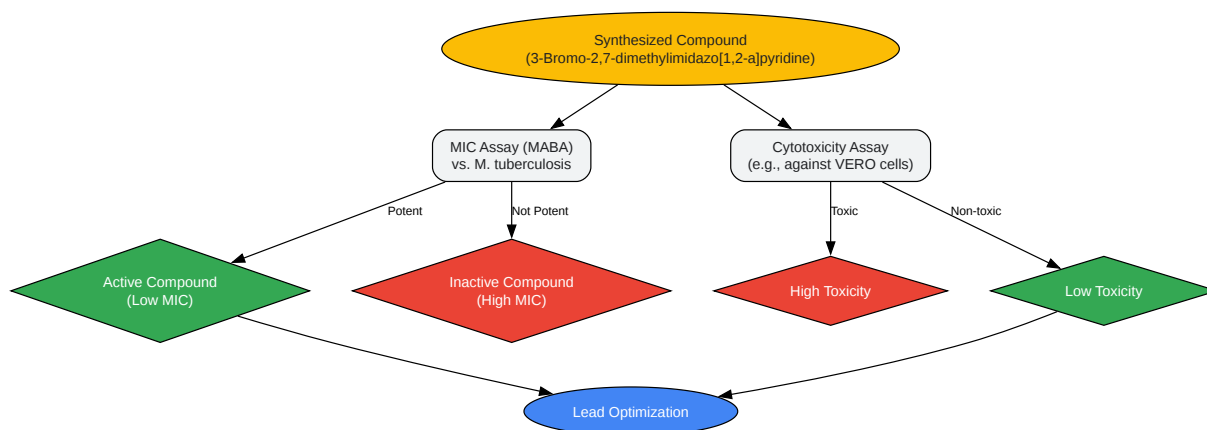 Synthesized Compound
(3-Bromo-2,7-dimethylimidazo[1,2-a]pyridine)
MIC Assay (MABA)
vs. M. tuberculosis
Cytotoxicity Assay
(e.g., against VERO cells)
Potent
Not Potent
Toxic
Non-toxic
Active Compound
(Low MIC)
Inactive Compound
(High MIC)
High Toxicity
Low Toxicity
Lead Optimization